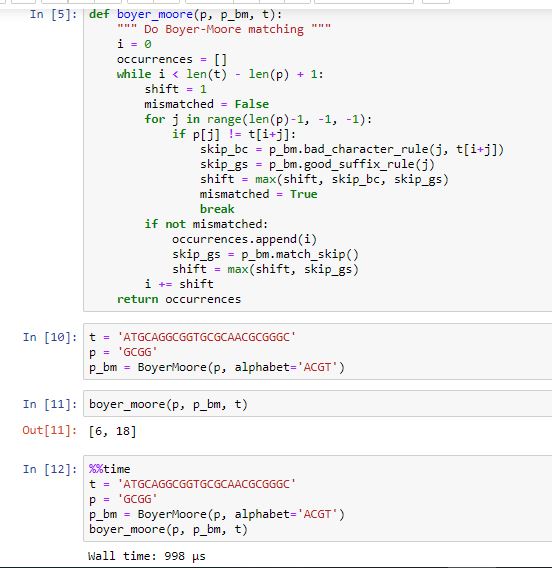 In [5]: def boyer_moore(p, p_bm, t):
    """ Do Boyer-Moore matching """
    i = 0
    occurrences = []
    while i < len(t) - len(p) + 1:
        shift = 1
        mismatched = False
        for j in range(len(p)-1, -1, -1):
            if p[j] != t[i+j]:
                skip_bc = p_bm.bad_character_rule(j, t[i+j])
                skip_gs = p_bm.good_suffix_rule(j)
                shift = max(shift, skip_bc, skip_gs)
                mismatched = True
                break
        if not mismatched:
            occurrences.append(i)
            skip_gs = p_bm.match_skip()
            shift = max(shift, skip_gs)
        i += shift
    return occurrences
In [10]: t = 'ATGCAGGCGGTGCGCAACGCGGGC'
p = 'GCGG'
p_bm = BoyerMoore(p, alphabet='ACGT')
In [11]: boyer_moore(p, p_bm, t)
Out[11]: [6, 18]
In [12]: %%time
t = 'ATGCAGGCGGTGCGCAACGCGGGC'
p = 'GCGG'
p_bm = BoyerMoore(p, alphabet='ACGT')
boyer_moore(p, p_bm, t)
Wall time: 998 µs